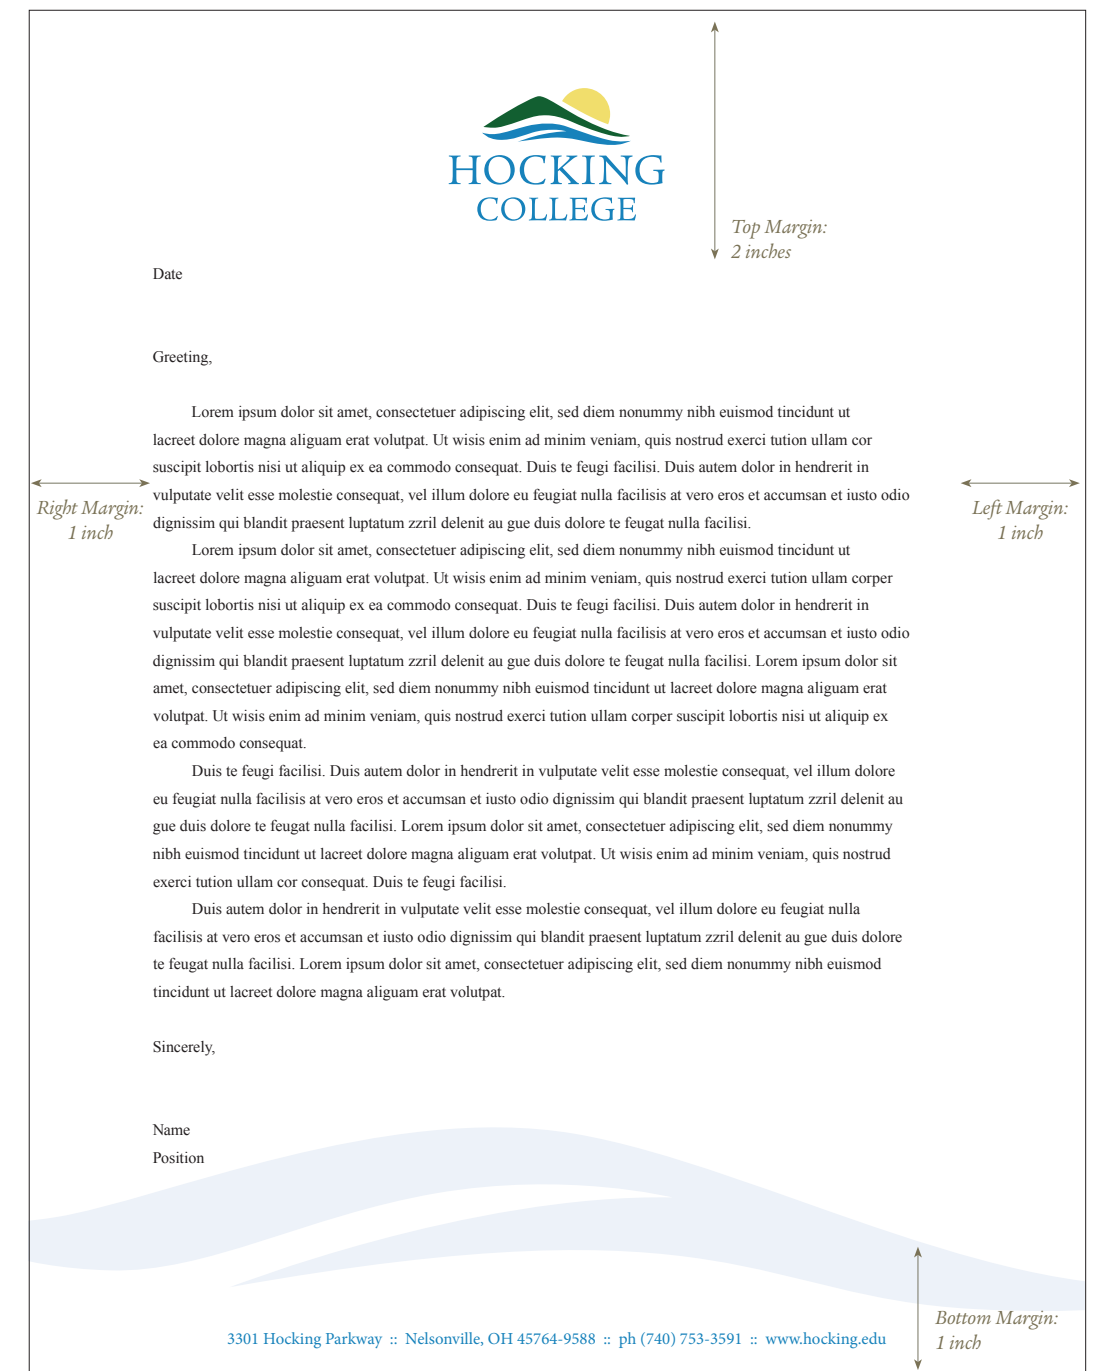 HOCKING
COLLEGE
Top Margin:
2 inches
Date
Greeting,
Lorem ipsum dolor sit amet, consectetuer adipiscing elit, sed diem nonummy nibh euismod tincidunt ut
lacreet dolore magna aliguam erat volutpat. Ut wisis enim ad minim veniam, quis nostrud exerci tution ullam cor
suscipit lobortis nisi ut aliquip ex ea commodo consequat. Duis te feugi facilisi. Duis autem dolor in hendrerit in
vulputate velit esse molestie consequat, vel illum dolore eu feugiat nulla facilisis at vero eros et accumsan et iusto odio
dignissim qui blandit praesent luptatum zzril delenit au gue duis dolore te feugat nulla facilisi.
Right Margin:
1 inch
Left Margin:
1 inch
Lorem ipsum dolor sit amet, consectetuer adipiscing elit, sed diem nonummy nibh euismod tincidunt ut
lacreet dolore magna aliguam erat volutpat. Ut wisis enim ad minim veniam, quis nostrud exerci tution ullam corper
suscipit lobortis nisi ut aliquip ex ea commodo consequat. Duis te feugi facilisi. Duis autem dolor in hendrerit in
vulputate velit esse molestie consequat, vel illum dolore eu feugiat nulla facilisis at vero eros et accumsan et iusto odio
dignissim qui blandit praesent luptatum zzril delenit au gue duis dolore te feugat nulla facilisi. Lorem ipsum dolor sit
amet, consectetuer adipiscing elit, sed diem nonummy nibh euismod tincidunt ut lacreet dolore magna aliguam erat
volutpat. Ut wisis enim ad minim veniam, quis nostrud exerci tution ullam corper suscipit lobortis nisi ut aliquip ex
ea commodo consequat.
Duis te feugi facilisi. Duis autem dolor in hendrerit in vulputate velit esse molestie consequat, vel illum dolore
eu feugiat nulla facilisis at vero eros et accumsan et iusto odio dignissim qui blandit praesent luptatum zzril delenit au
gue duis dolore te feugat nulla facilisi. Lorem ipsum dolor sit amet, consectetuer adipiscing elit, sed diem nonummy
nibh euismod tincidunt ut lacreet dolore magna aliguam erat volutpat. Ut wisis enim ad minim veniam, quis nostrud
exerci tution ullam cor consequat. Duis te feugi facilisi.
Duis autem dolor in hendrerit in vulputate velit esse molestie consequat, vel illum dolore eu feugiat nulla
facilisis at vero eros et accumsan et iusto odio dignissim qui blandit praesent luptatum zzril delenit au gue duis dolore
te feugat nulla facilisi. Lorem ipsum dolor sit amet, consectetuer adipiscing elit, sed diem nonummy nibh euismod
tincidunt ut lacreet dolore magna aliguam erat volutpat.
Sincerely,
Name
Position
Bottom Margin:
1 inch
3301 Hocking Parkway :: Nelsonville, OH 45764-9588 :: ph (740) 753-3591 :: www.hocking.edu